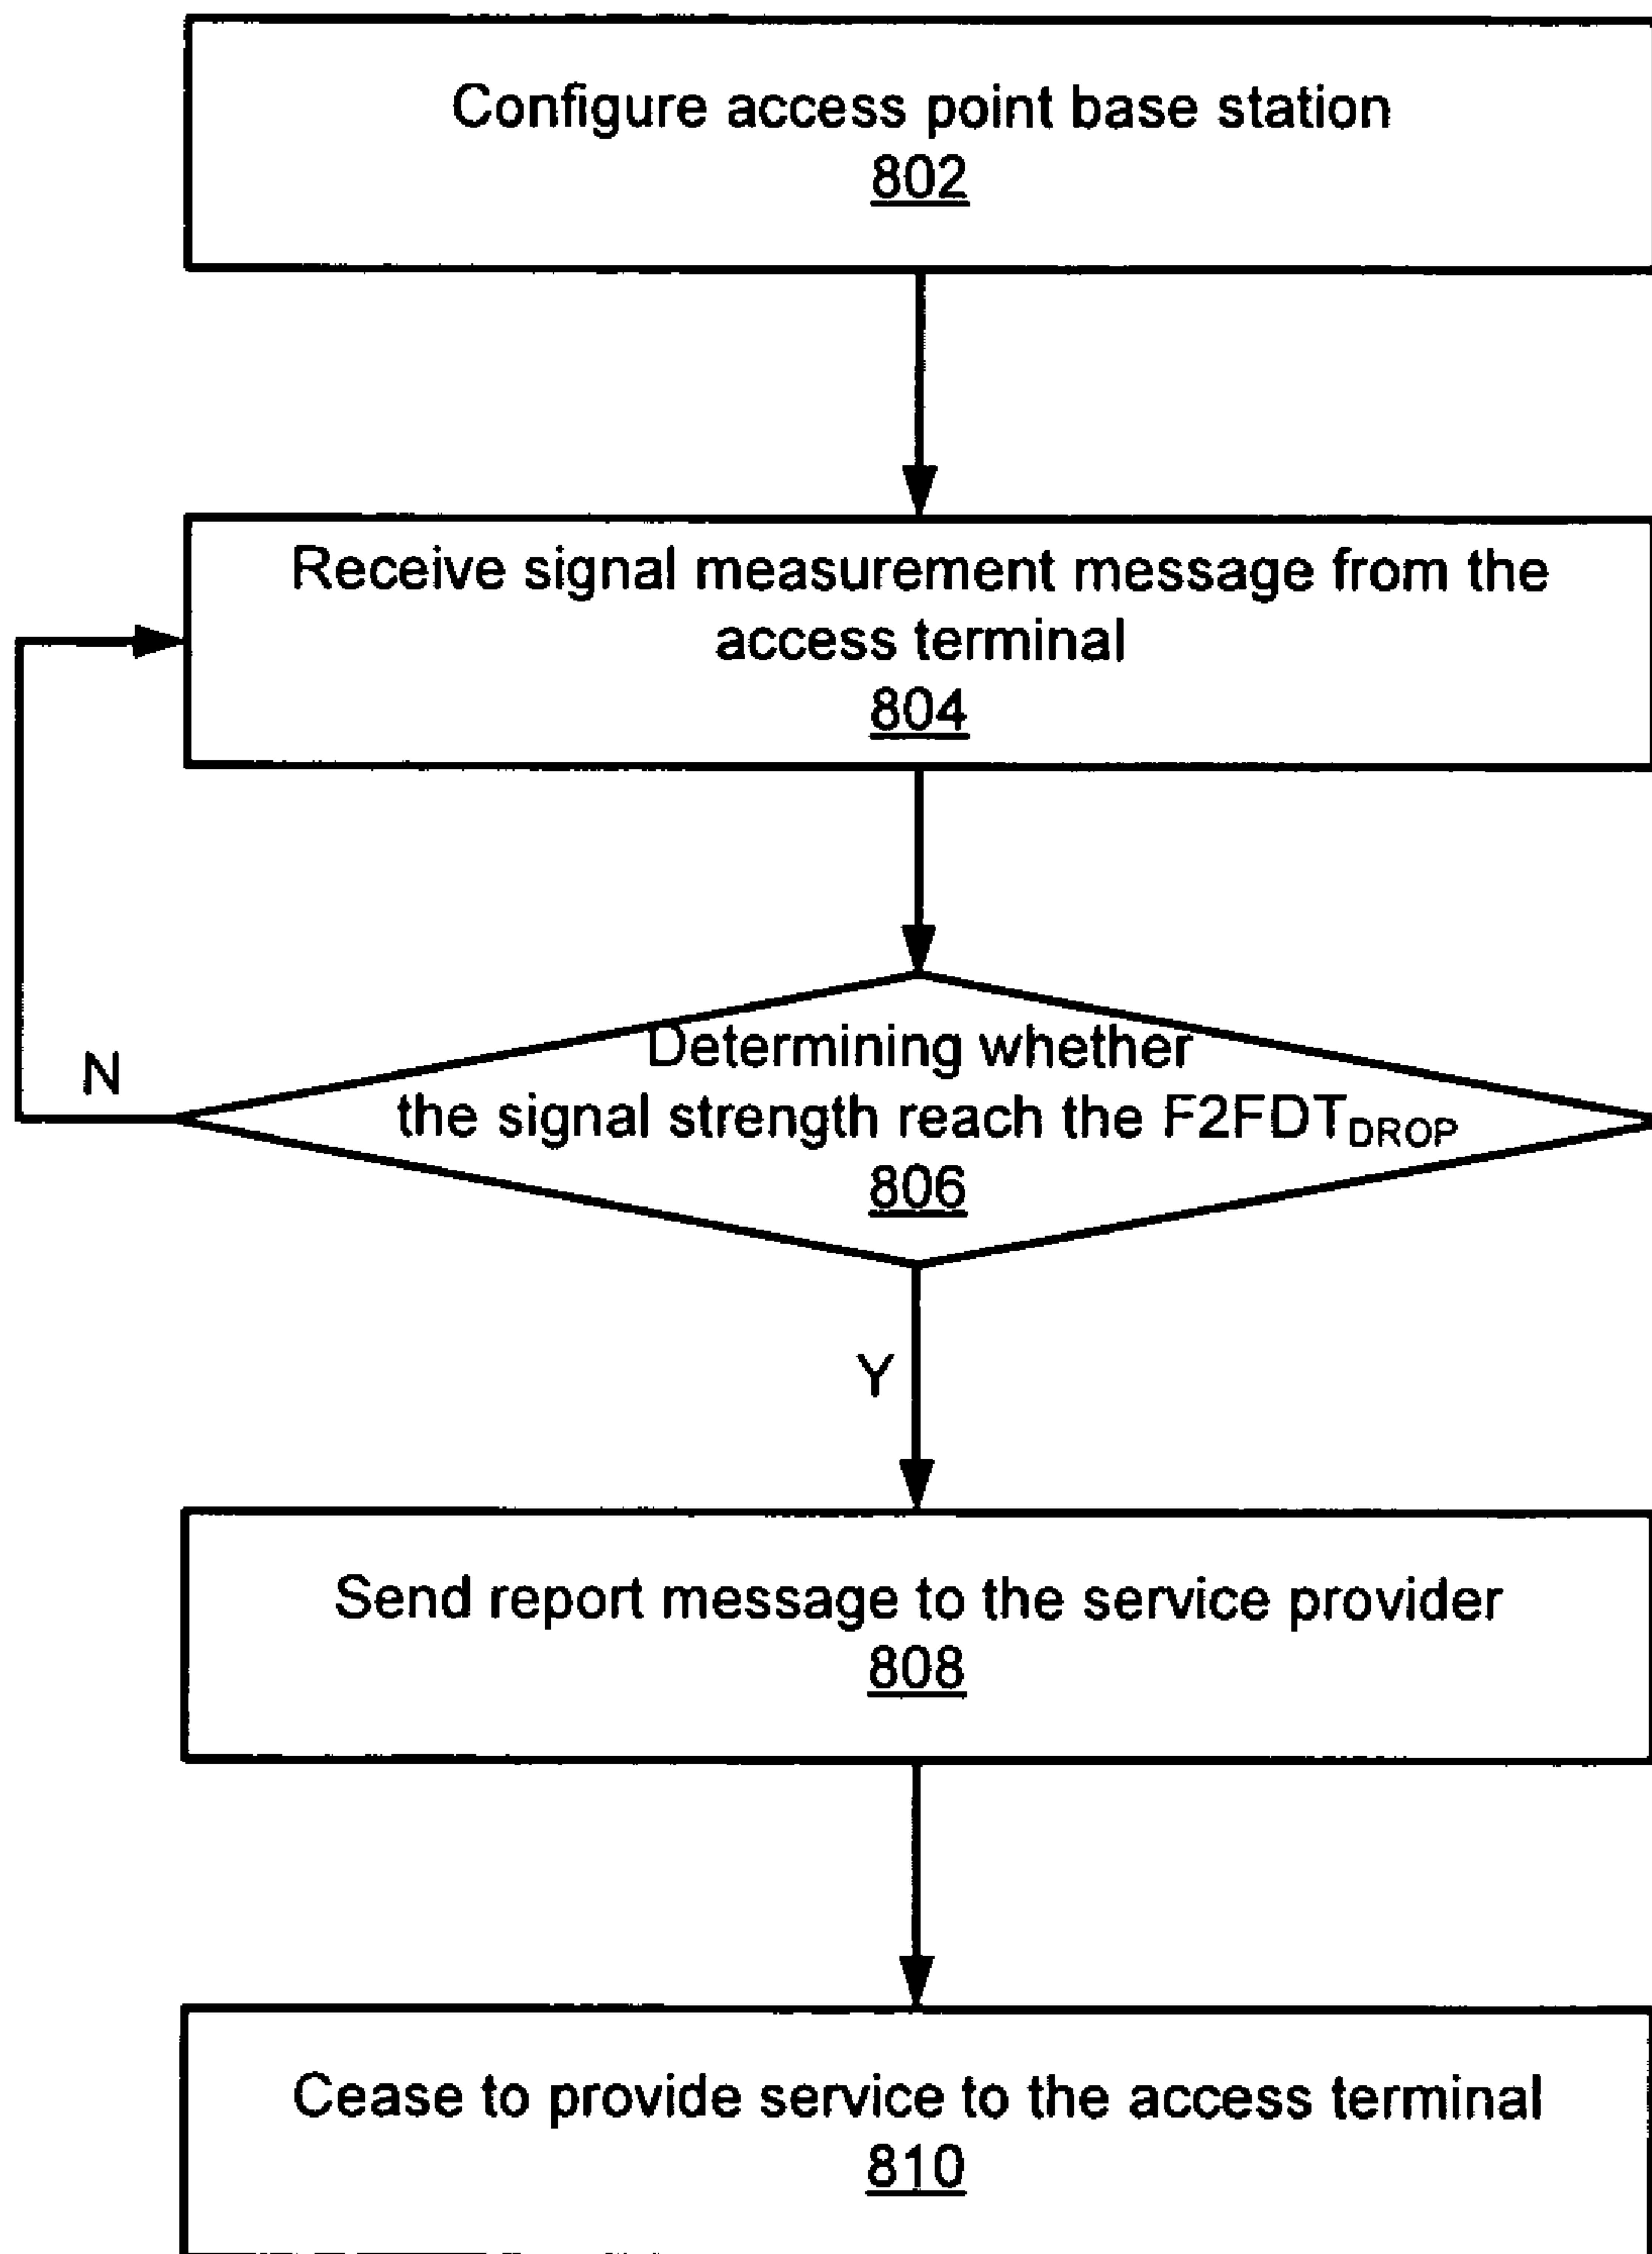 Configure access point base station
802
Receive signal measurement message from the
access terminal
804
N
Determining whether
the signal strength reach the F2FDT_DROP
806
Y
Send report message to the service provider
808
Cease to provide service to the access terminal
810